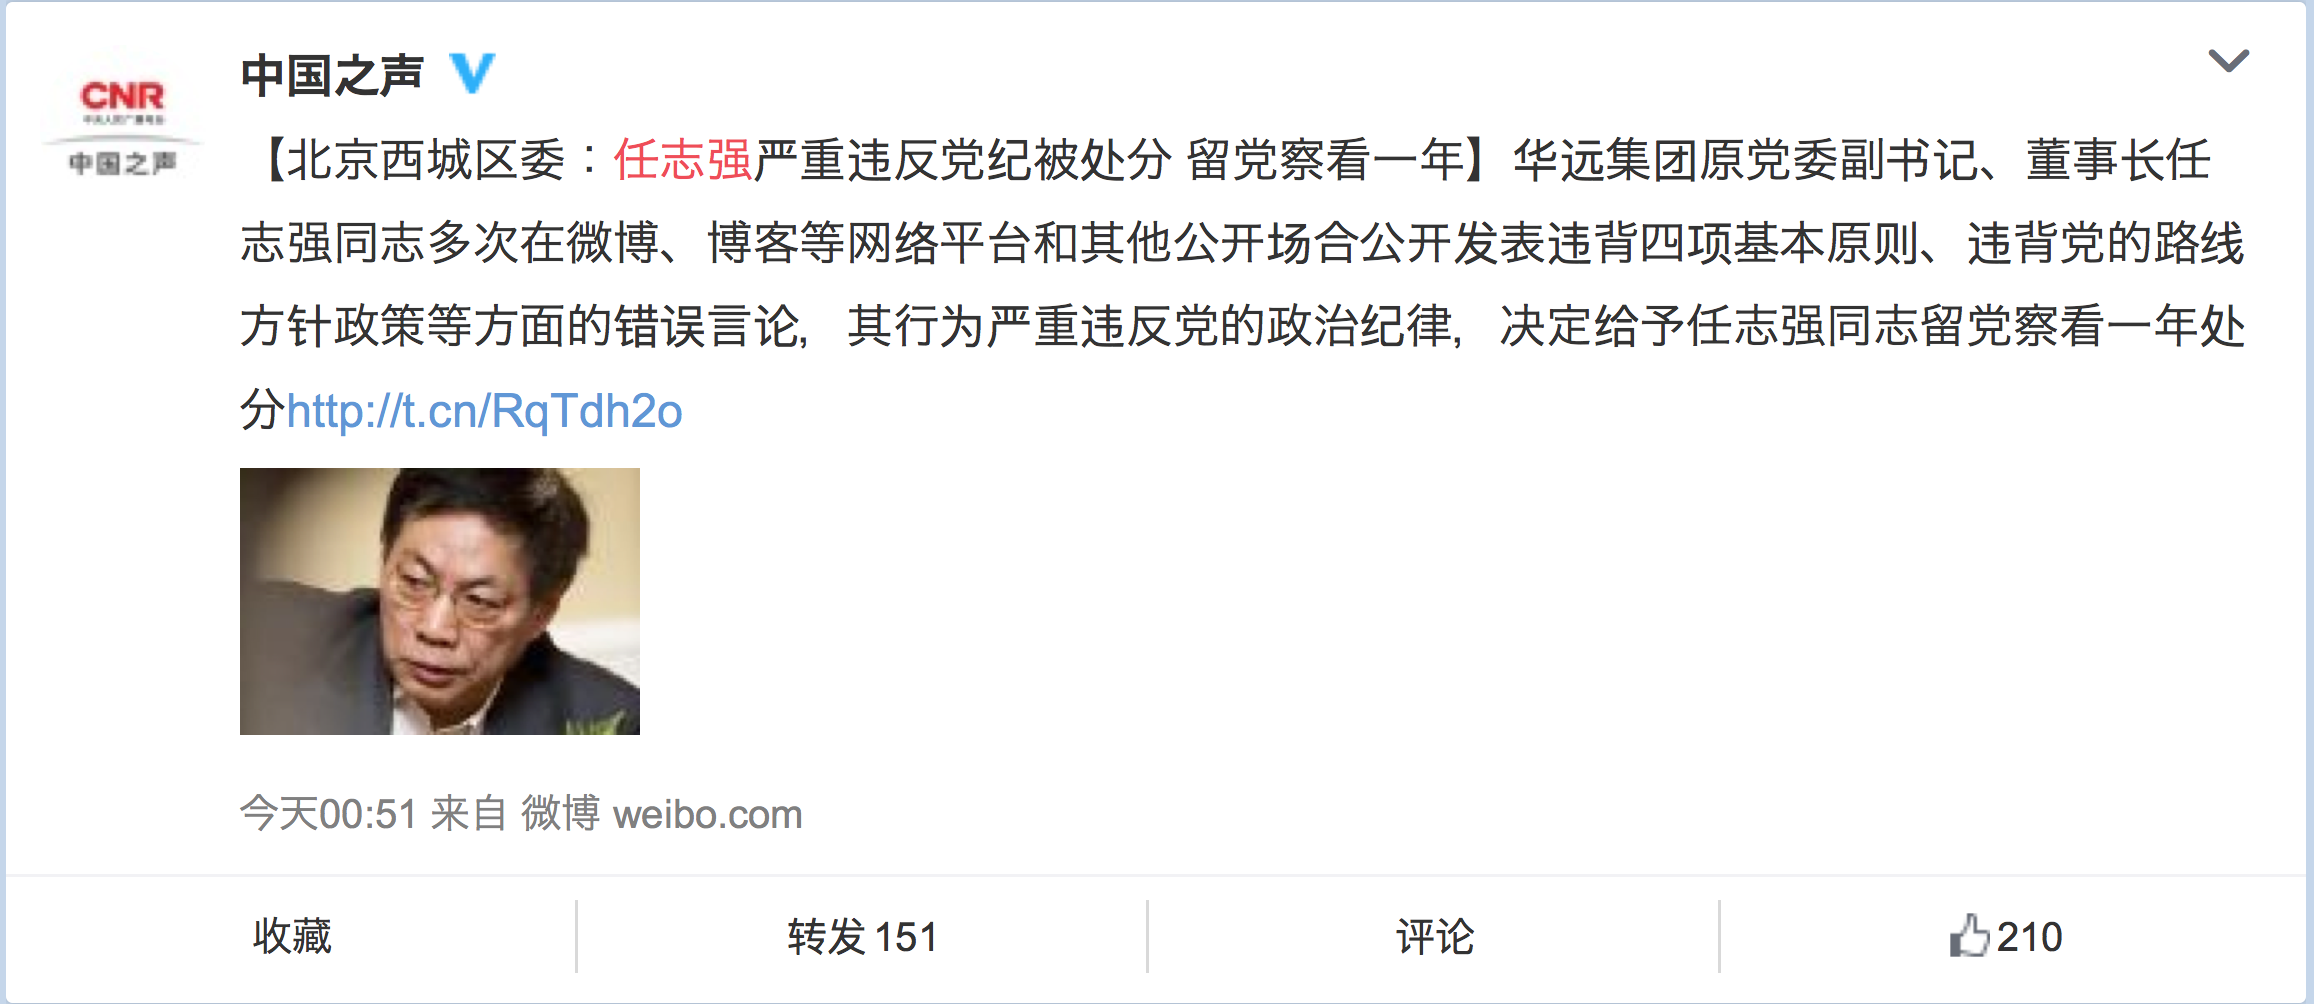 CNR
中国之声
中国之声
【北京西城区委：任志强严重违反党纪被处分 留党察看一年】华远集团原党委副书记、董事长任
志强同志多次在微博、博客等网络平台和其他公开场合公开发表违背四项基本原则、违背党的路线
方针政策等方面的错误言论，其行为严重违反党的政治纪律，决定给予任志强同志留党察看一年处
分http://t.cn/RqTdh2o
今天00:51 来自 微博 weibo.com
收藏
转发 151
评论
210